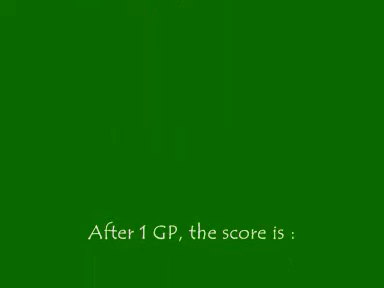 After 1 GP, the score is :